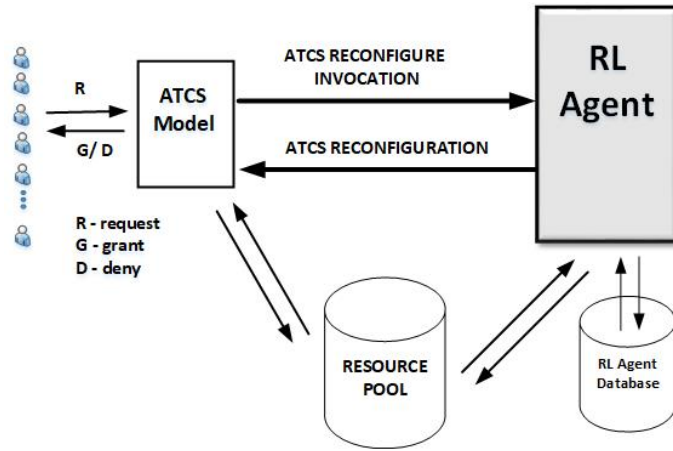 R
G/ D
ATCS
Model
ATCS RECONFIGURE
INVOCATION
ATCS RECONFIGURATION
RL
Agent
R - request
G - grant
D - deny
RESOURCE
POOL
RL Agent
Database